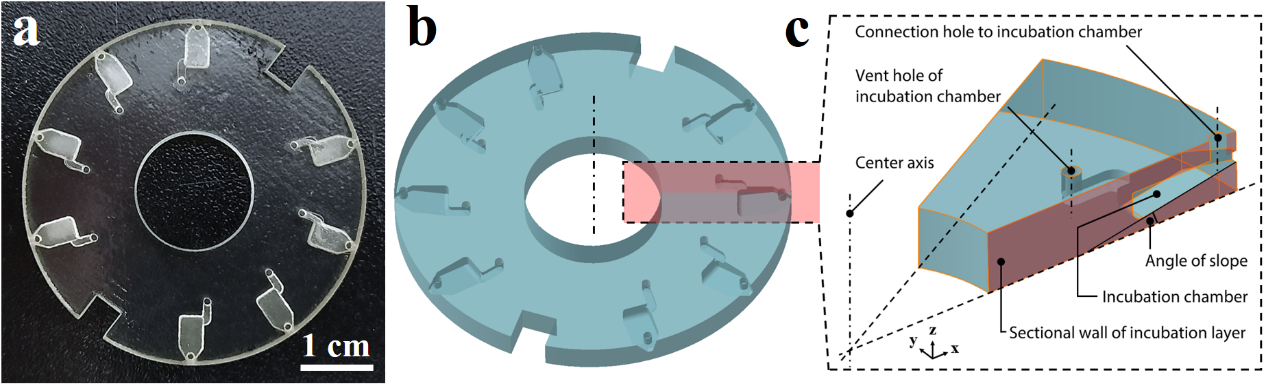 a
1 cm
b
c
Connection hole to incubation chamber
Vent hole of
incubation chamber
Center axis
Angle of slope
Incubation chamber
Sectional wall of incubation layer
z
y
x